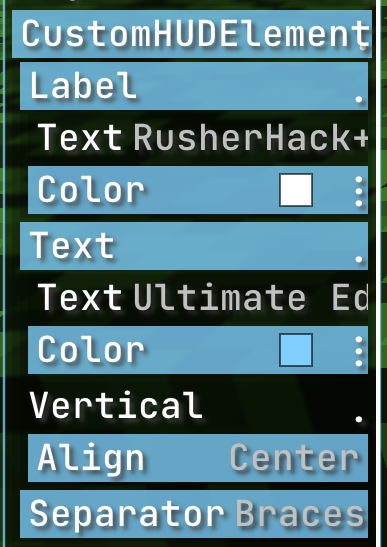 CustomHUDElement
Label .
Text RusherHack+
Color
Text .
Text Ultimate Ed
Color
Vertical .
Align Center
Separator Braces